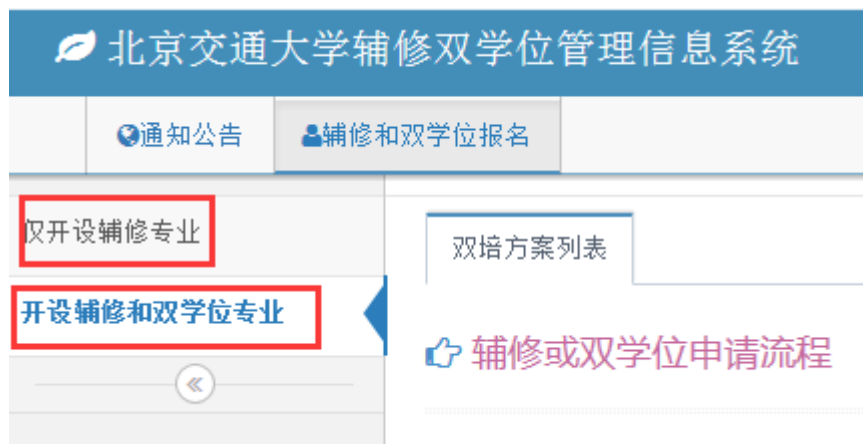 北京交通大学辅修双学位管理信息系统
通知公告
辅修和双学位报名
仅开设辅修专业
双培方案列表
开设辅修和双学位专业
辅修或双学位申请流程